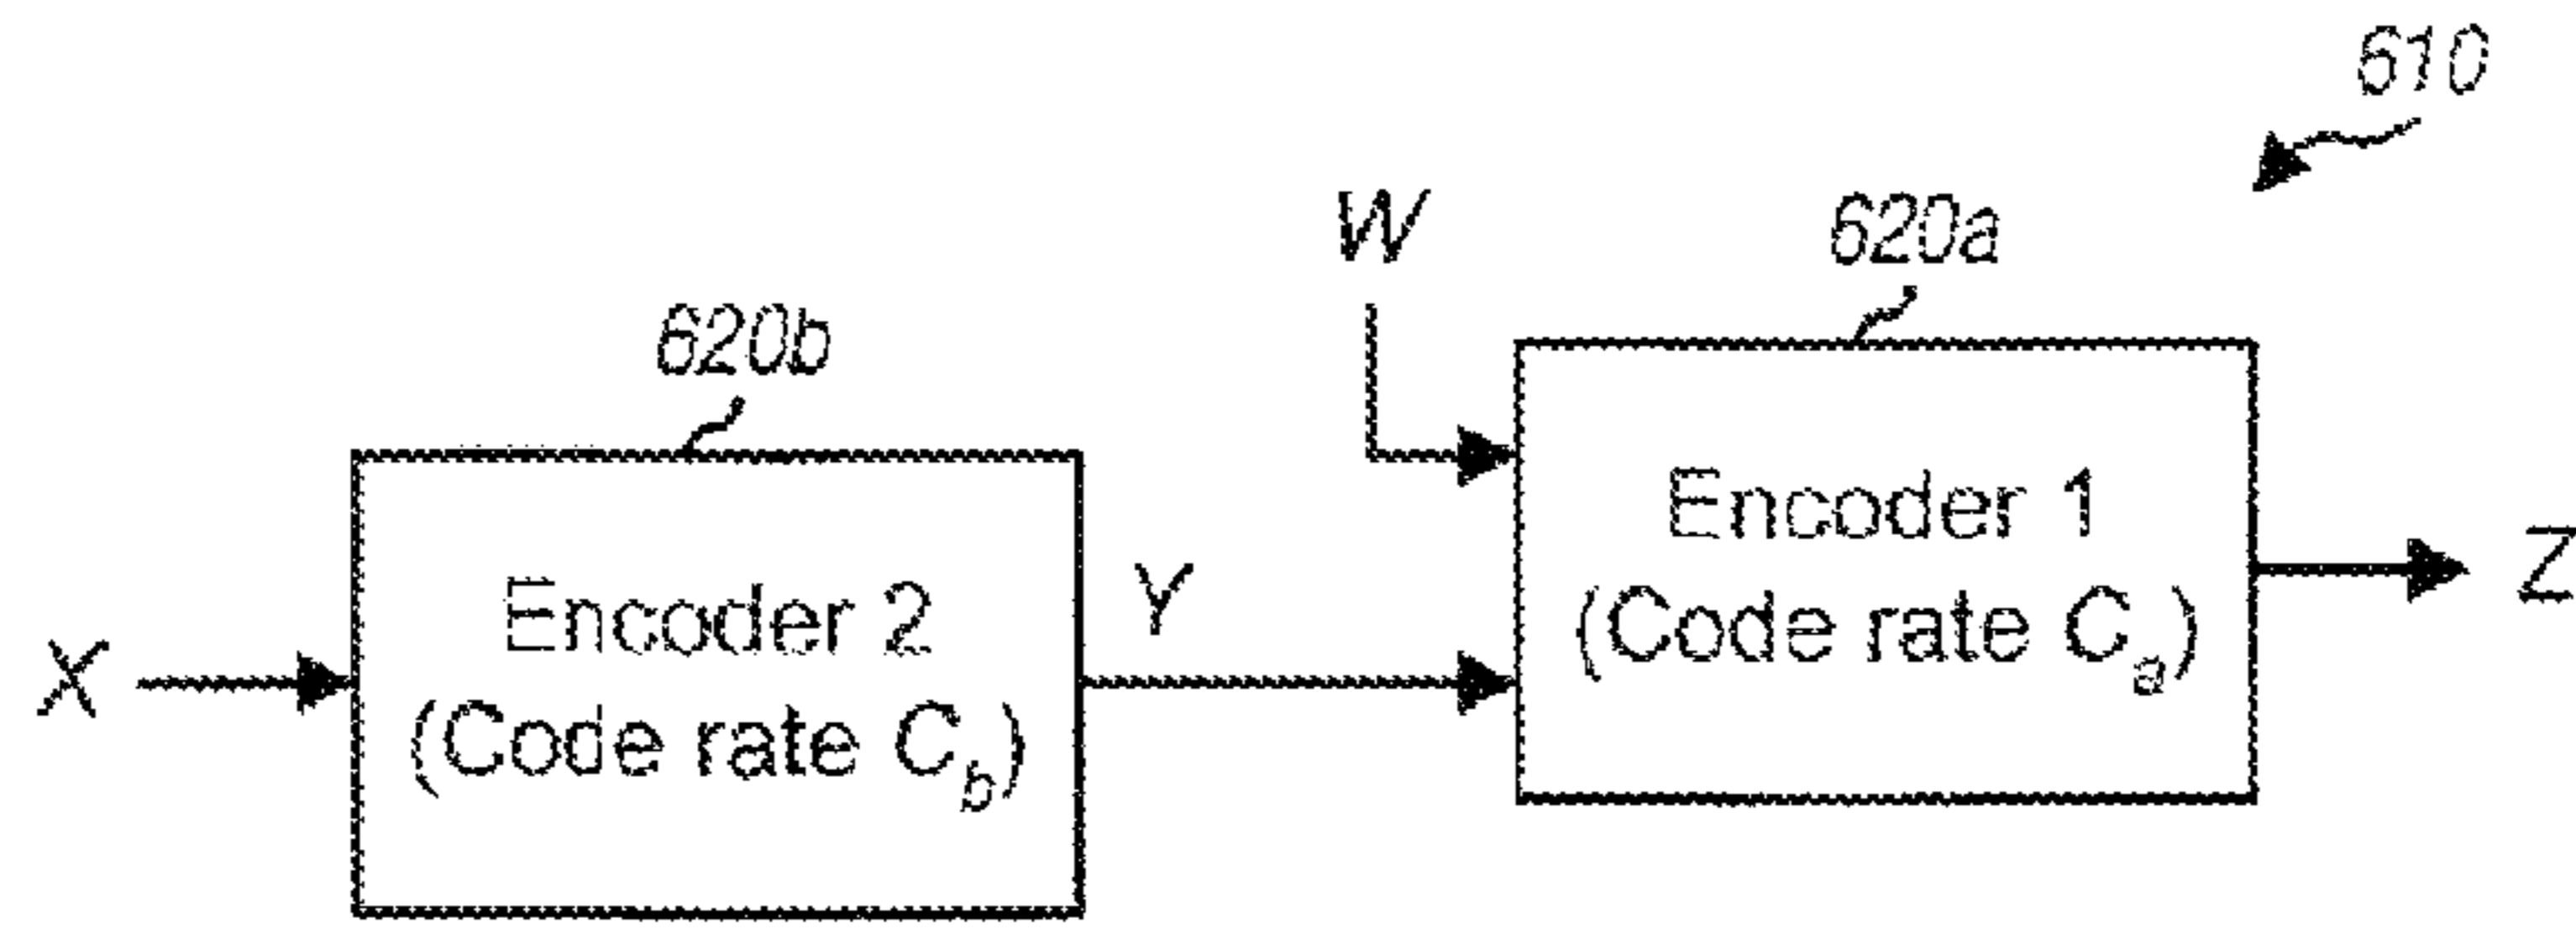 610
W
620a
620b
Encoder 1
(Code rate Ca)
Z
Encoder 2
(Code rate Cb)
Y
X